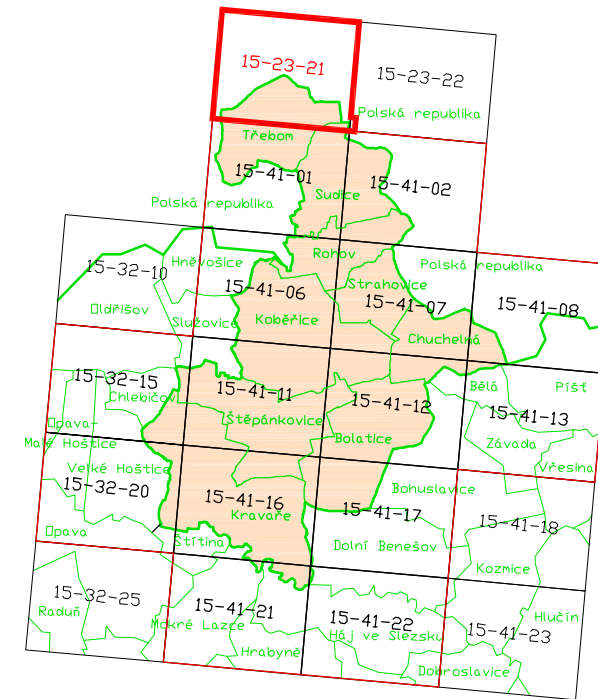 15-23-21
15-23-22
Polská republika
Třebom
15-41-01
15-41-02
Sudice
Polská republika
Rohov
Hněvošice
15-32-10
Polská republika
Strahovice
15-41-06
15-41-07
15-41-08
Oldřišov
Služovice
Koběřice
Chuchelná
15-32-15
Chlebičov
15-41-11
15-41-12
Bělá
Píšť
15-41-13
Opava-
Malé Hoštice
Štěpánkovice
Bolatice
Závada
Velké Hoštice
Vřesina
15-32-20
15-41-16
Bohuslavice
15-41-17
15-41-18
Kravaře
Opava
Štítina
Dolní Benešov
Kozmice
15-32-25
15-41-21
15-41-22
15-41-23
Raduň
Mokré Lazce
Háj ve Slezsku
Hlučín
Hrabyně
Dobroslavice